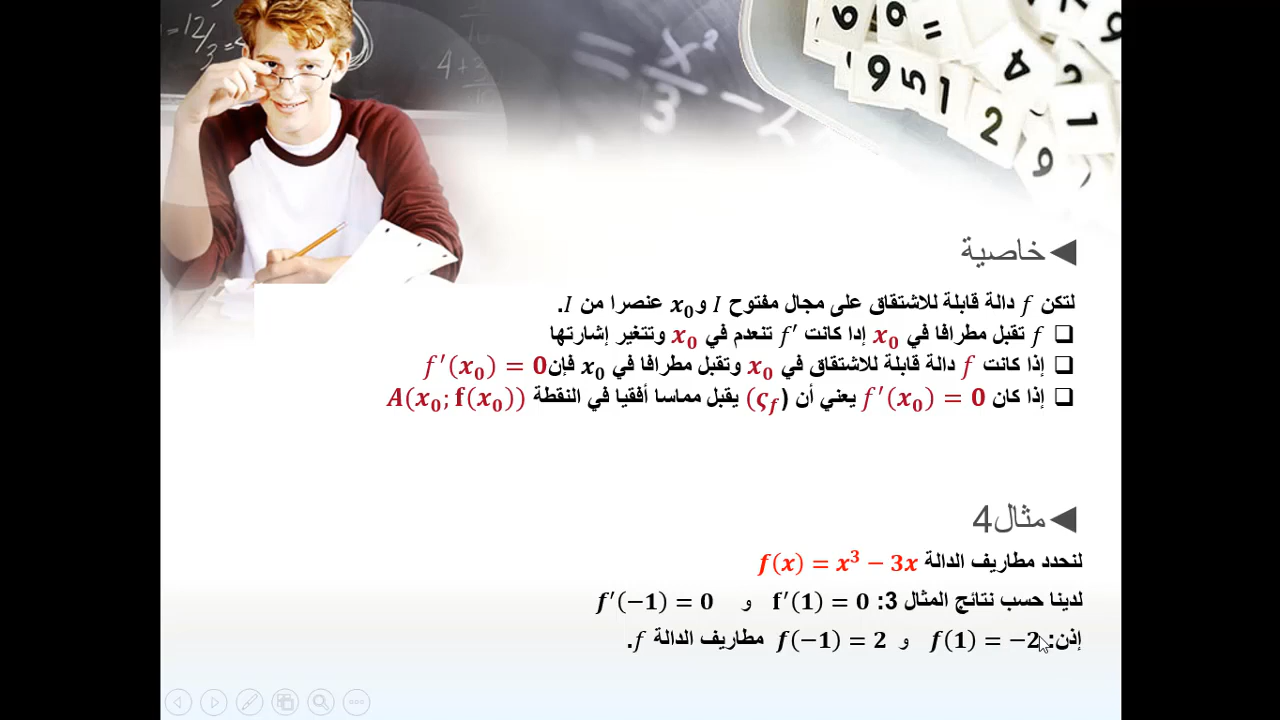 خاصية
لتكن f دالة قابلة للاشتقاق على مجال مفتوح I و x₀ عنصرا من I.
f تقبل مطرافا في x₀ إدا كانت f′ تنعدم في x₀ وتتغير إشارتها
إذا كانت f دالة قابلة للاشتقاق في x₀ وتقبل مطرافا في x₀ فإن f′(x₀) = 0
إذا كان f′(x₀) = 0 يعني أن (ς_f) يقبل مماسا أفقيا في النقطة A(x₀; f(x₀))
مثال4
لنحدد مطاريف الدالة f(x) = x³ − 3x
لدينا حسب نتائج المثال 3: f′(1) = 0 و f′(−1) = 0
إذن: f(1) = −2 و f(−1) = 2 مطاريف الدالة f.